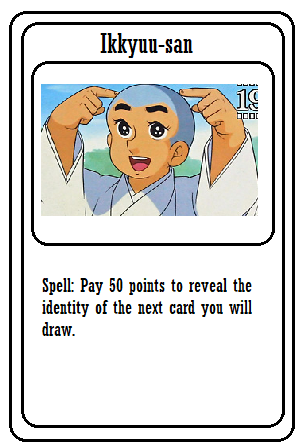 Ikkyuu-san
Spell: Pay 50 points to reveal the
identity of the next card you will
draw.